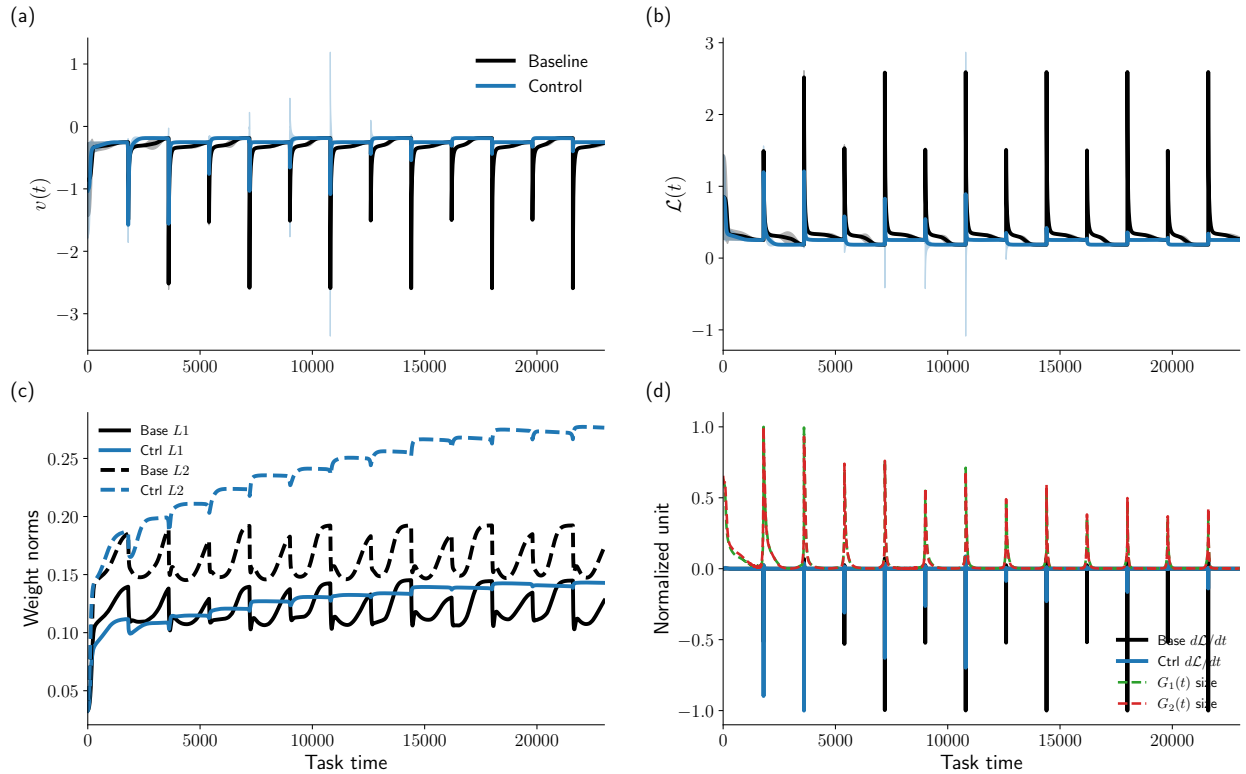 (a)
1
0
−1
−2
−3
v(t)
Baseline
Control
0
5000
10000
15000
20000
(b)
3
2
1
0
−1
ℒ(t)
0
5000
10000
15000
20000
(c)
0.25
0.20
0.15
0.10
0.05
Weight norms
Base L1
Ctrl L1
Base L2
Ctrl L2
0
5000
10000
15000
20000
Task time
(d)
1.0
0.5
0.0
−0.5
−1.0
Normalized unit
Base dℒ/dt
Ctrl dℒ/dt
G₁(t) size
G₂(t) size
0
5000
10000
15000
20000
Task time